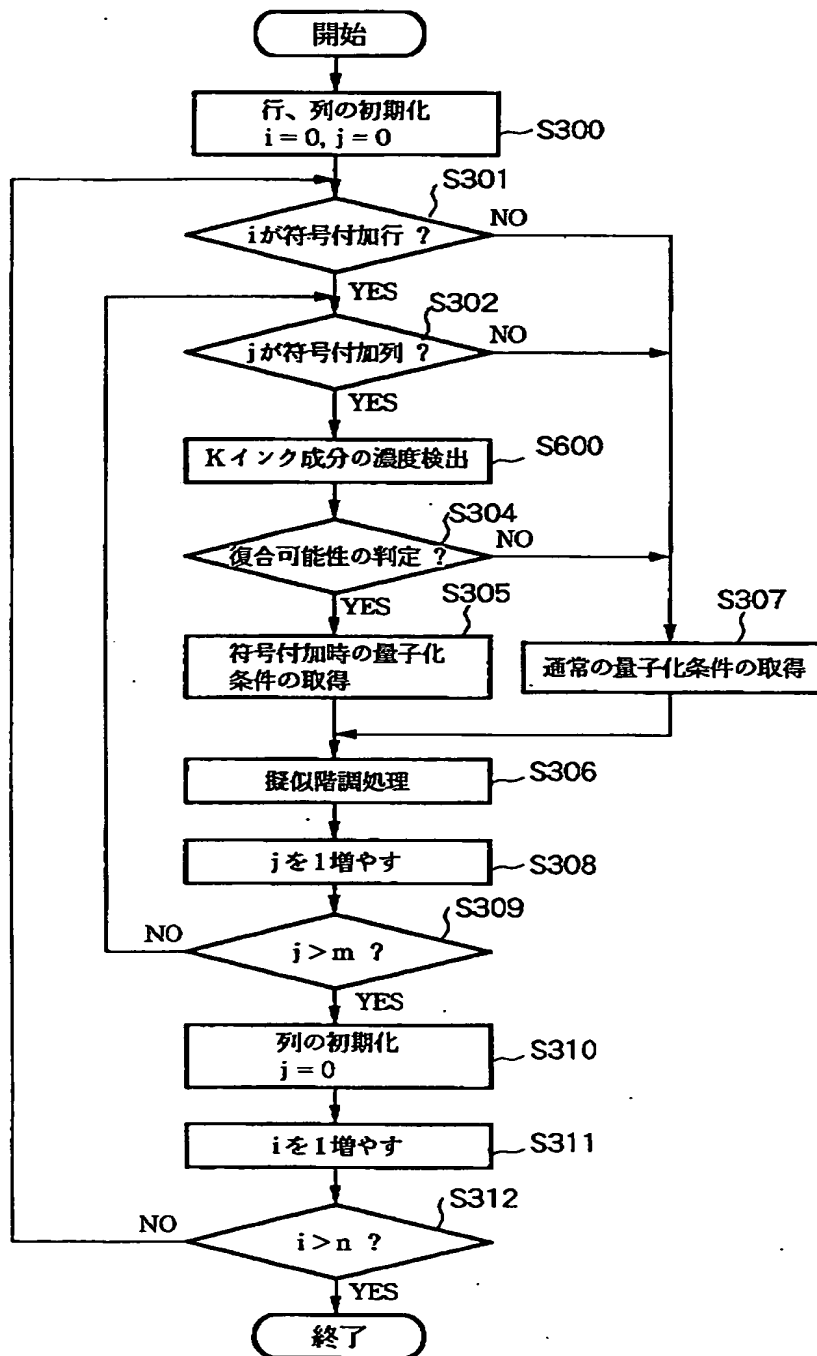 開始
行、列の初期化
i = 0, j = 0
S300
S301
iが符号付加行 ?
NO
YES
S302
jが符号付加列 ?
NO
YES
Kインク成分の濃度検出
S600
S304
復合可能性の判定 ?
NO
YES
S305
符号付加時の量子化
条件の取得
S307
通常の量子化条件の取得
擬似階調処理
S306
jを1増やす
S308
S309
j>m ?
NO
YES
列の初期化
j = 0
S310
iを1増やす
S311
S312
i>n ?
NO
YES
終了